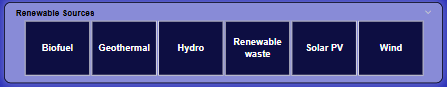 Renewable Sources
Biofuel
Geothermal
Hydro
Renewable
waste
Solar PV
Wind